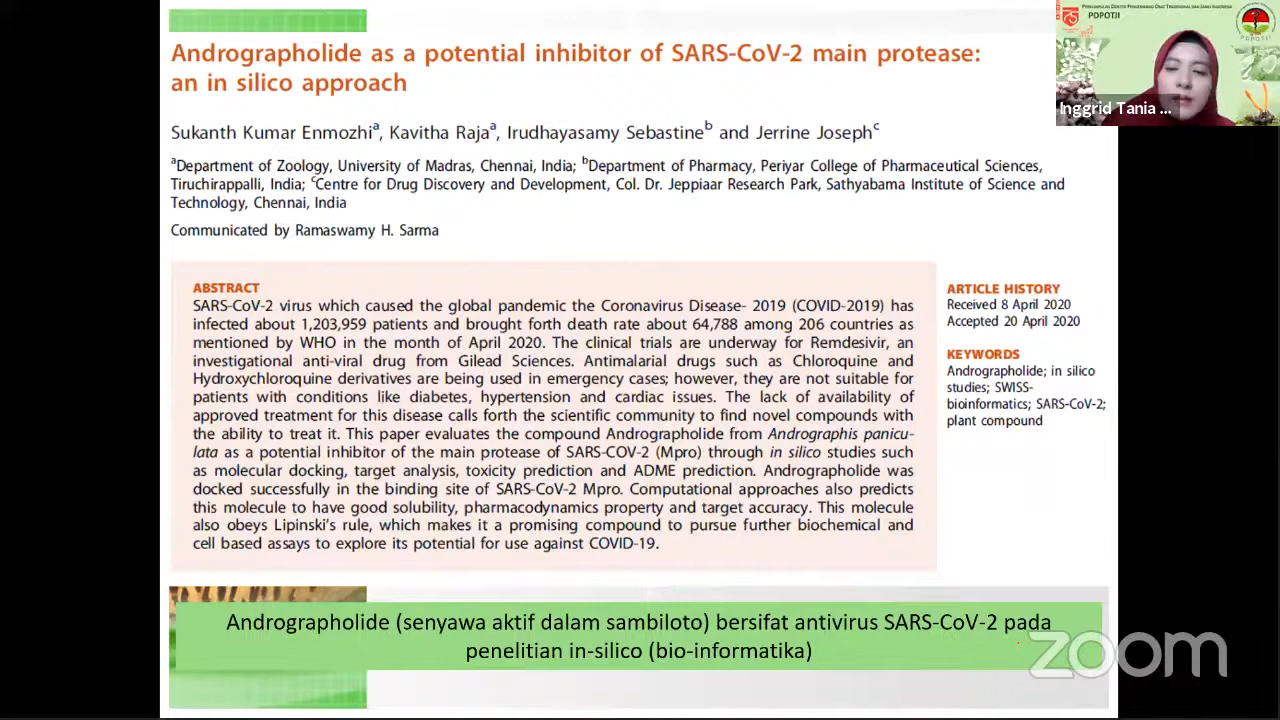 Andrographolide as a potential inhibitor of SARS-CoV-2 main protease:
an in silico approach
Sukanth Kumar Enmozhiᵃ, Kavitha Rajaᵃ, Irudhayasamy Sebastineᵇ and Jerrine Josephᶜ
ᵃDepartment of Zoology, University of Madras, Chennai, India; ᵇDepartment of Pharmacy, Periyar College of Pharmaceutical Sciences,
Tiruchirappalli, India; ᶜCentre for Drug Discovery and Development, Col. Dr. Jeppiaar Research Park, Sathyabama Institute of Science and
Technology, Chennai, India
Communicated by Ramaswamy H. Sarma
ABSTRACT
SARS-CoV-2 virus which caused the global pandemic the Coronavirus Disease- 2019 (COVID-2019) has
infected about 1,203,959 patients and brought forth death rate about 64,788 among 206 countries as
mentioned by WHO in the month of April 2020. The clinical trials are underway for Remdesivir, an
investigational anti-viral drug from Gilead Sciences. Antimalarial drugs such as Chloroquine and
Hydroxychloroquine derivatives are being used in emergency cases; however, they are not suitable for
patients with conditions like diabetes, hypertension and cardiac issues. The lack of availability of
approved treatment for this disease calls forth the scientific community to find novel compounds with
the ability to treat it. This paper evaluates the compound Andrographolide from Andrographis panicu-
lata as a potential inhibitor of the main protease of SARS-COV-2 (Mpro) through in silico studies such
as molecular docking, target analysis, toxicity prediction and ADME prediction. Andrographolide was
docked successfully in the binding site of SARS-CoV-2 Mpro. Computational approaches also predicts
this molecule to have good solubility, pharmacodynamics property and target accuracy. This molecule
also obeys Lipinski's rule, which makes it a promising compound to pursue further biochemical and
cell based assays to explore its potential for use against COVID-19.
ARTICLE HISTORY
Received 8 April 2020
Accepted 20 April 2020
KEYWORDS
Andrographolide; in silico
studies; SWISS-
bioinformatics; SARS-CoV-2;
plant compound
Andrographolide (senyawa aktif dalam sambiloto) bersifat antivirus SARS-CoV-2 pada
penelitian in-silico (bio-informatika)
zoom
PDPOTJI
Inggrid Tania ...